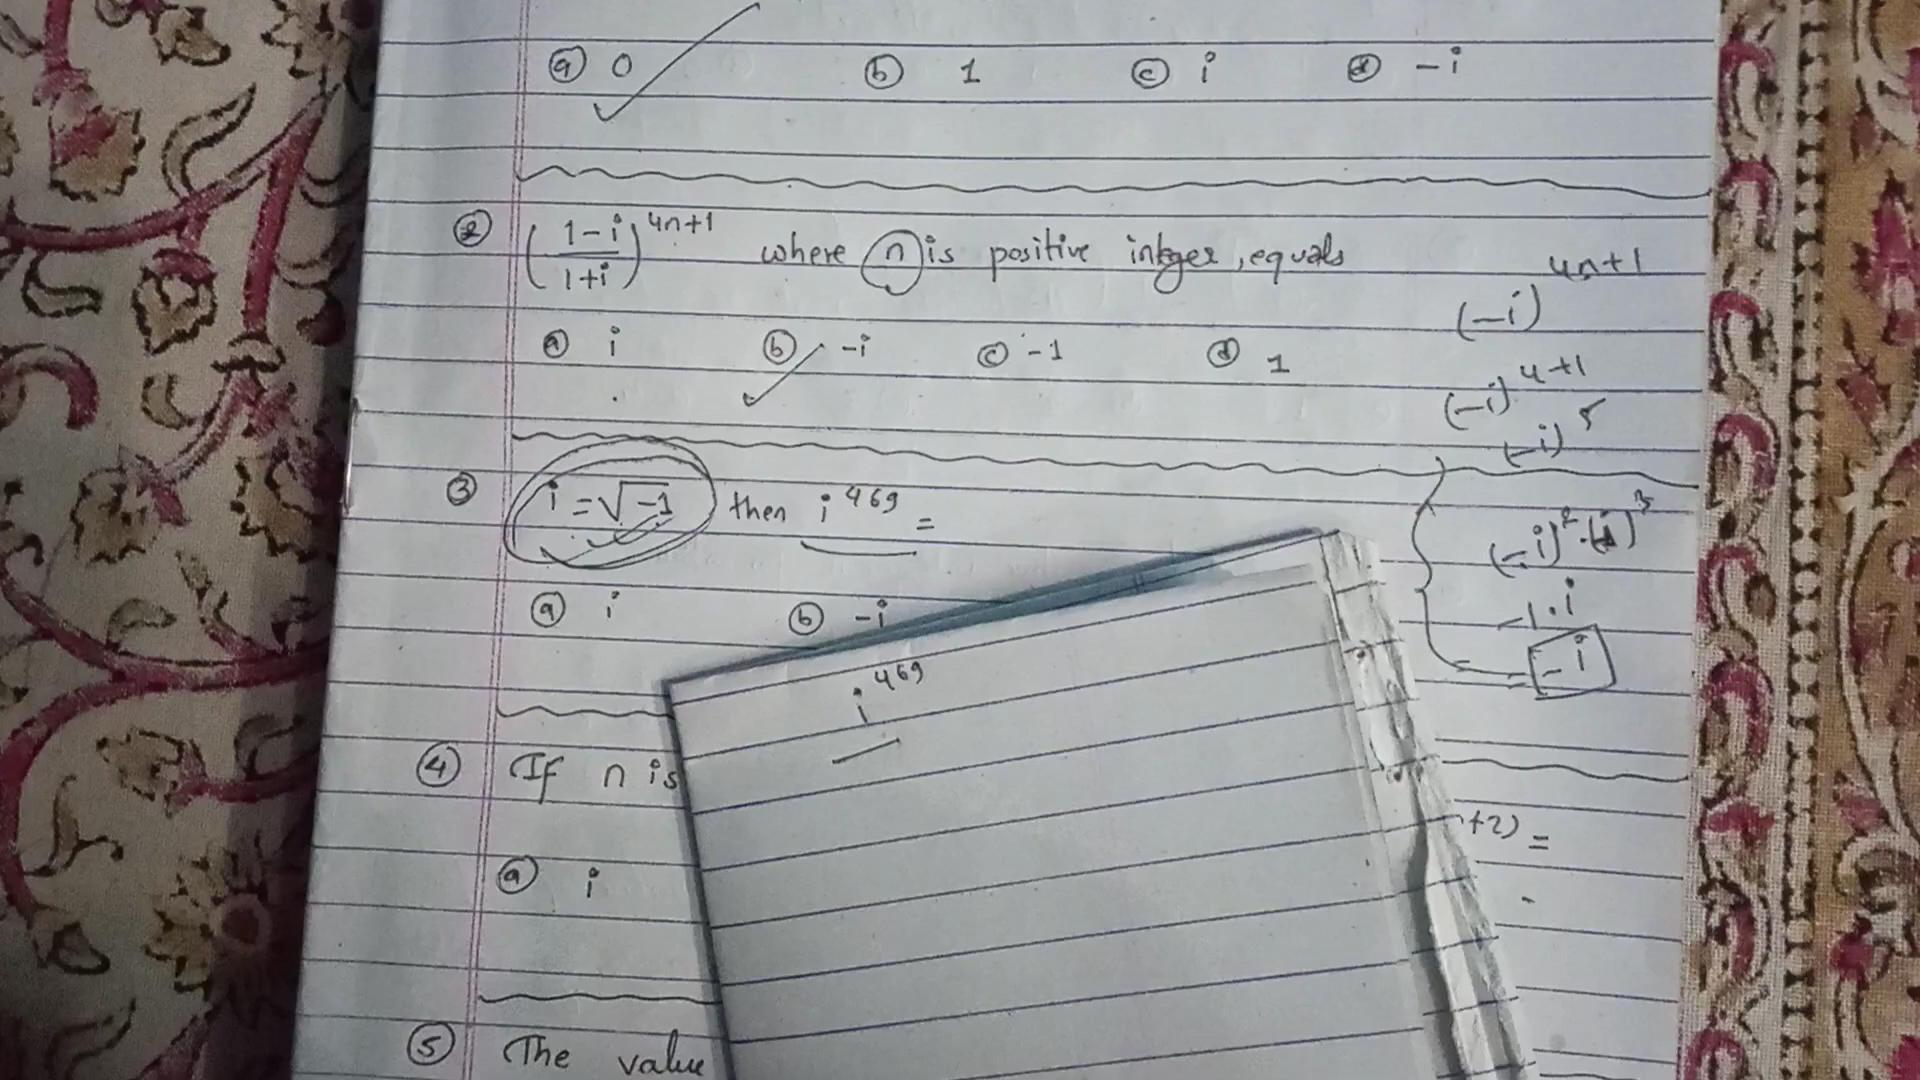 ⓐ 0 ⓑ 1 ⓒ i ⓓ -i
② ((1-i)/(1+i))^(4n+1) where n is positive integer, equals
ⓐ i ⓑ -i ⓒ -1 ⓓ 1
(-i)^(4n+1)
(-i)^(4+1)
(-i)^5
(-i)^2·(i)^3
-1·i
-i
③ i = √-1 then i^469 =
ⓐ i ⓑ -i
i^469
④ If n is
+2) =
ⓐ i
⑤ The value